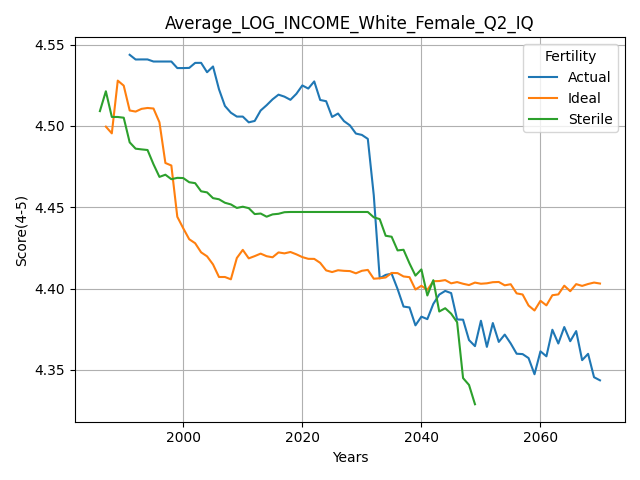 Average_LOG_INCOME_White_Female_Q2_IQ
Fertility
Actual
Ideal
Sterile
Score(4-5)
4.55
4.50
4.45
4.40
4.35
2000
2020
2040
2060
Years